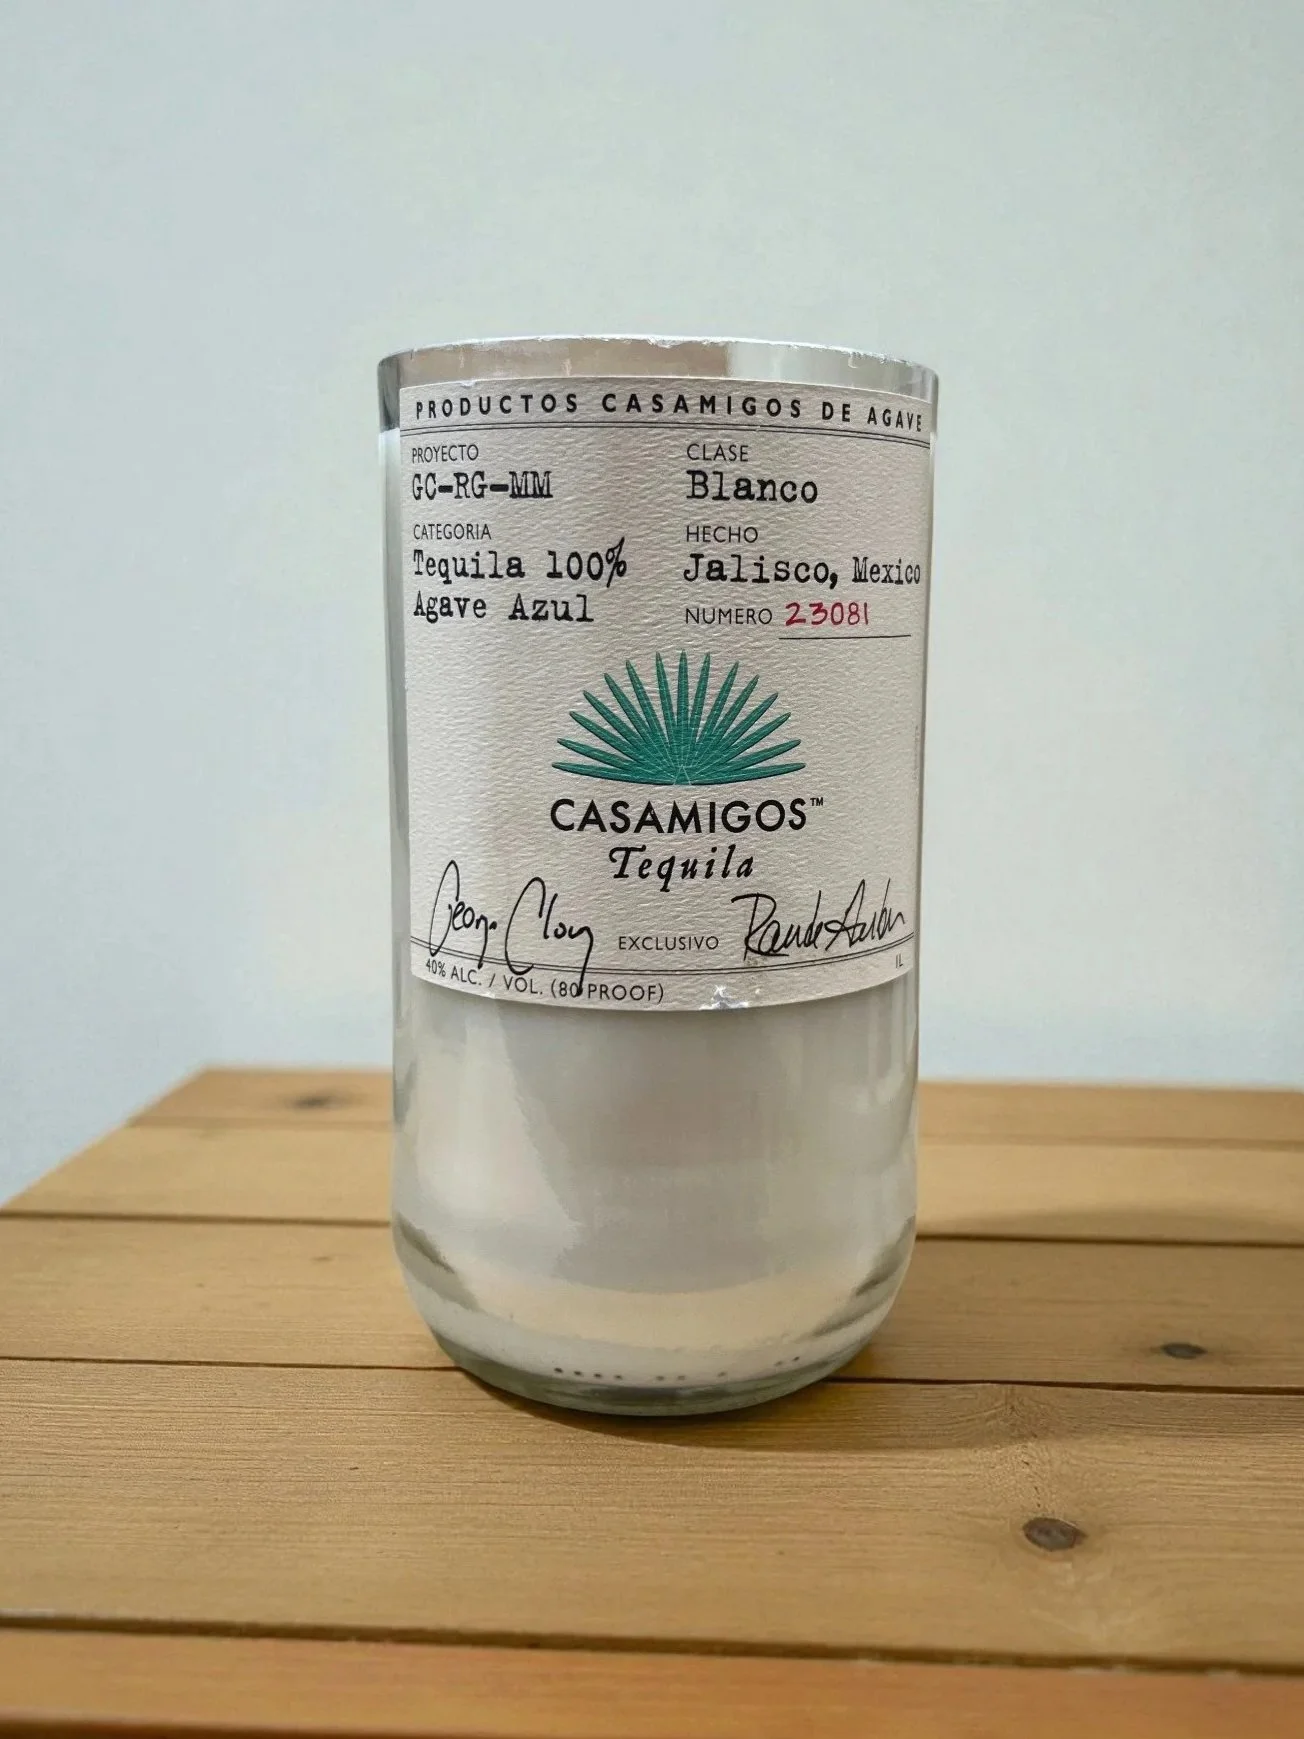 PRODUCTOS CASAMIGOS DE AGAVE
PROYECTO
GC-RG-MM
CLASE
Blanco
CATEGORIA
Tequila 100%
Agave Azul
HECHO
Jalisco, Mexico
NUMERO 23081
CASAMIGOS™
Tequila
EXCLUSIVO
1L
40% ALC. / VOL. (80 PROOF)